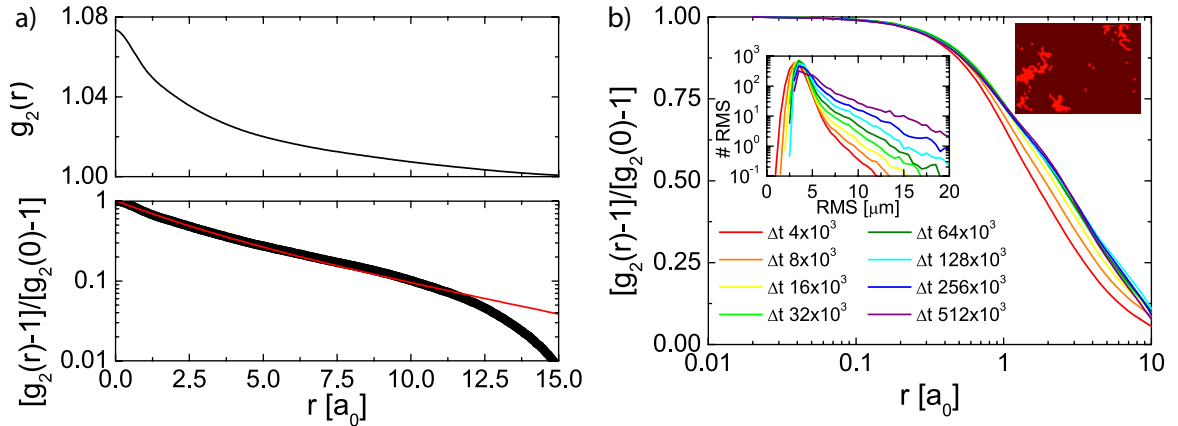 a)
1.08
1.04
1.00
g₂(r)
1
0.1
0.01
[g₂(r)-1]/[g₂(0)-1]
0.0 2.5 5.0 7.5 10.0 12.5 15.0
r [a₀]
b)
1.00
0.75
0.50
0.25
0.00
[g₂(r)-1]/[g₂(0)-1]
10³
10²
10¹
10⁰
10⁻¹
# RMS
0 5 10 15 20
RMS [μm]
Δt 4x10³
Δt 8x10³
Δt 16x10³
Δt 32x10³
Δt 64x10³
Δt 128x10³
Δt 256x10³
Δt 512x10³
0.01 0.1 1 10
r [a₀]